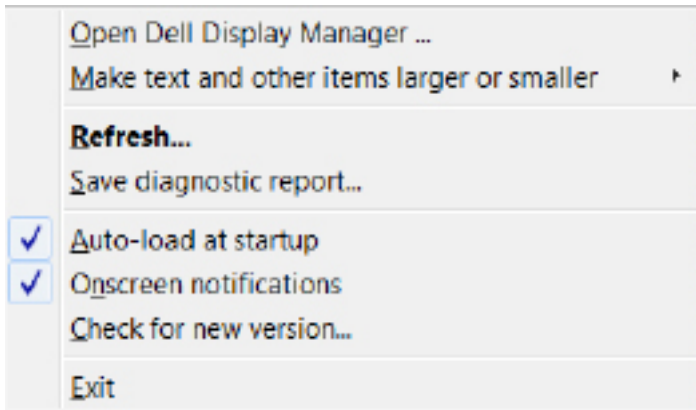 Open Dell Display Manager ...
Make text and other items larger or smaller
Refresh...
Save diagnostic report...
Auto-load at startup
Onscreen notifications
Check for new version...
Exit